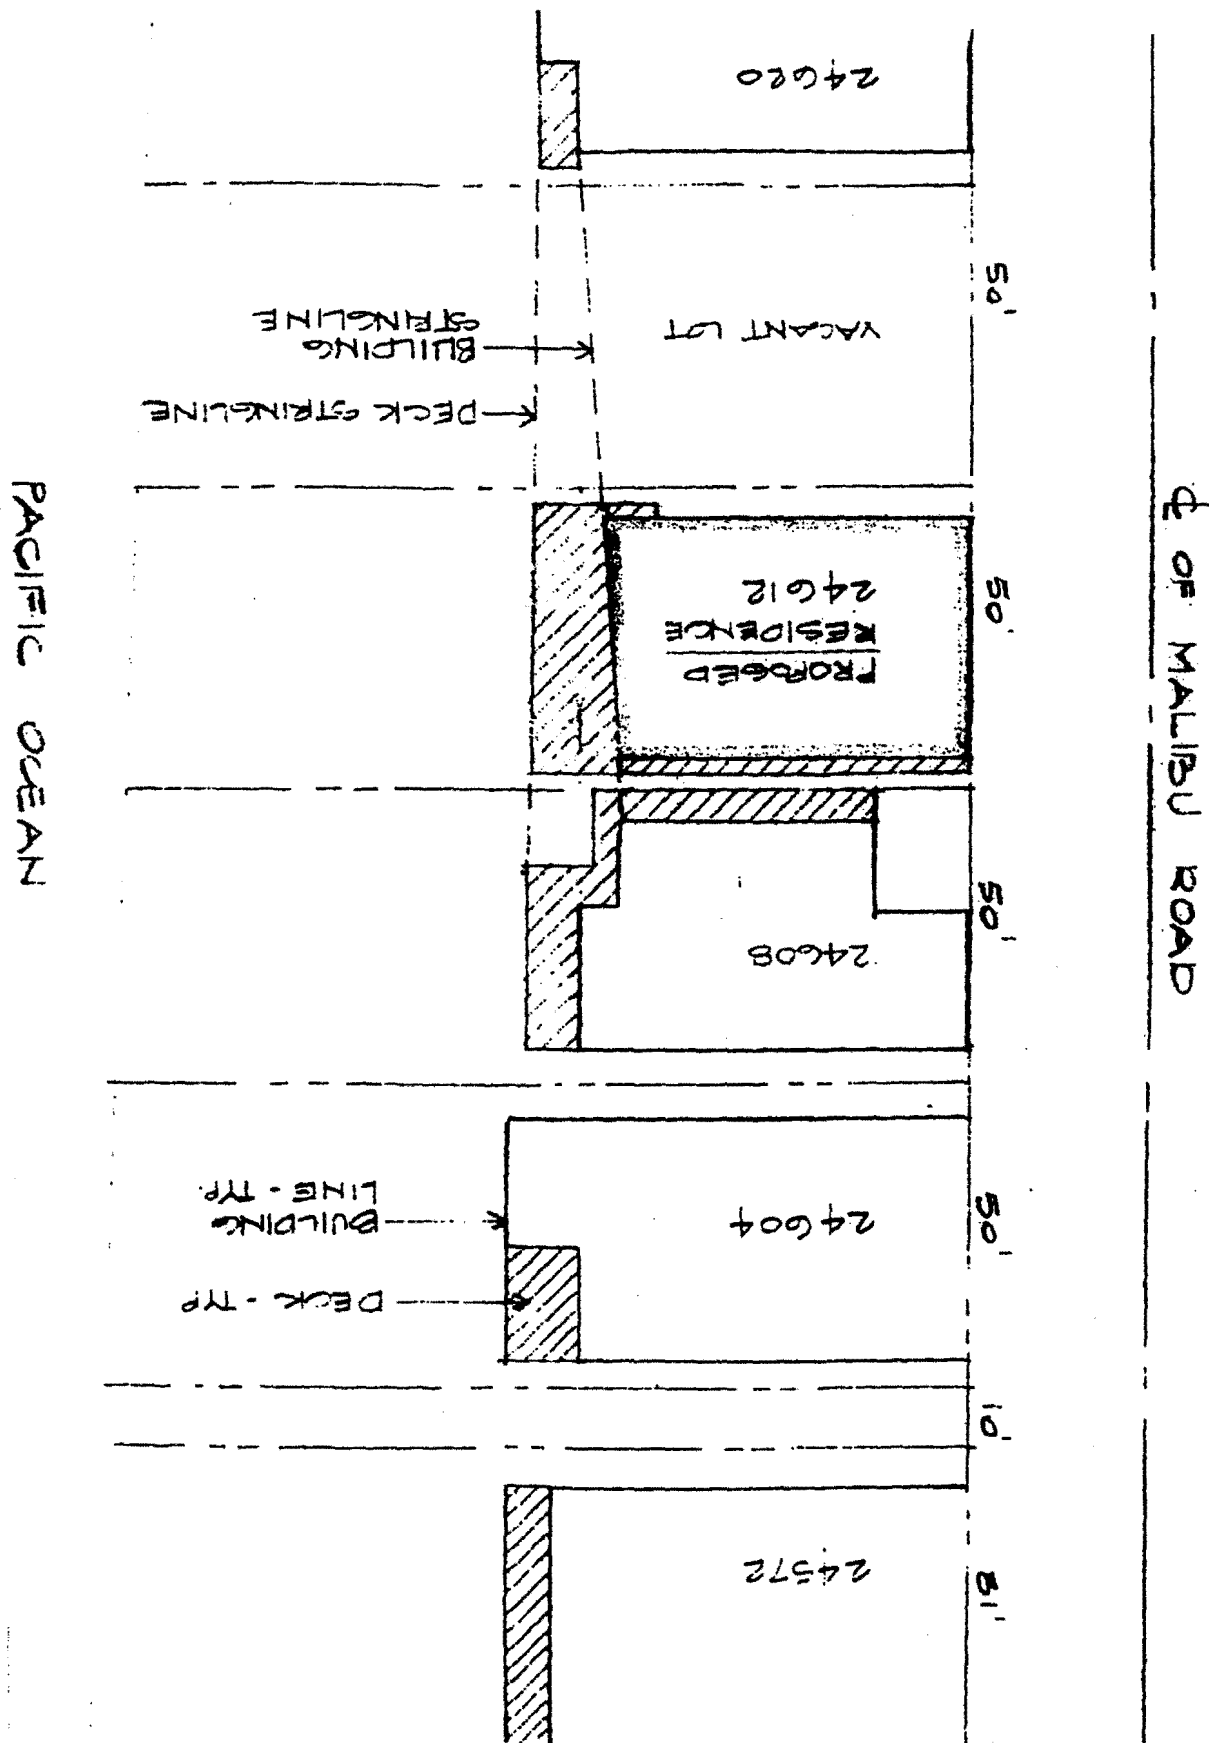 24620
50'
VACANT LOT
BUILDING
STRINGLINE
DECK STRINGLINE
PACIFIC OCEAN
℄ OF MALIBU ROAD
50'
24612
PROPOSED
RESIDENCE
50'
24608
50'
24604
BUILDING
LINE - TYP.
DECK - TYP
10'
24572
81'